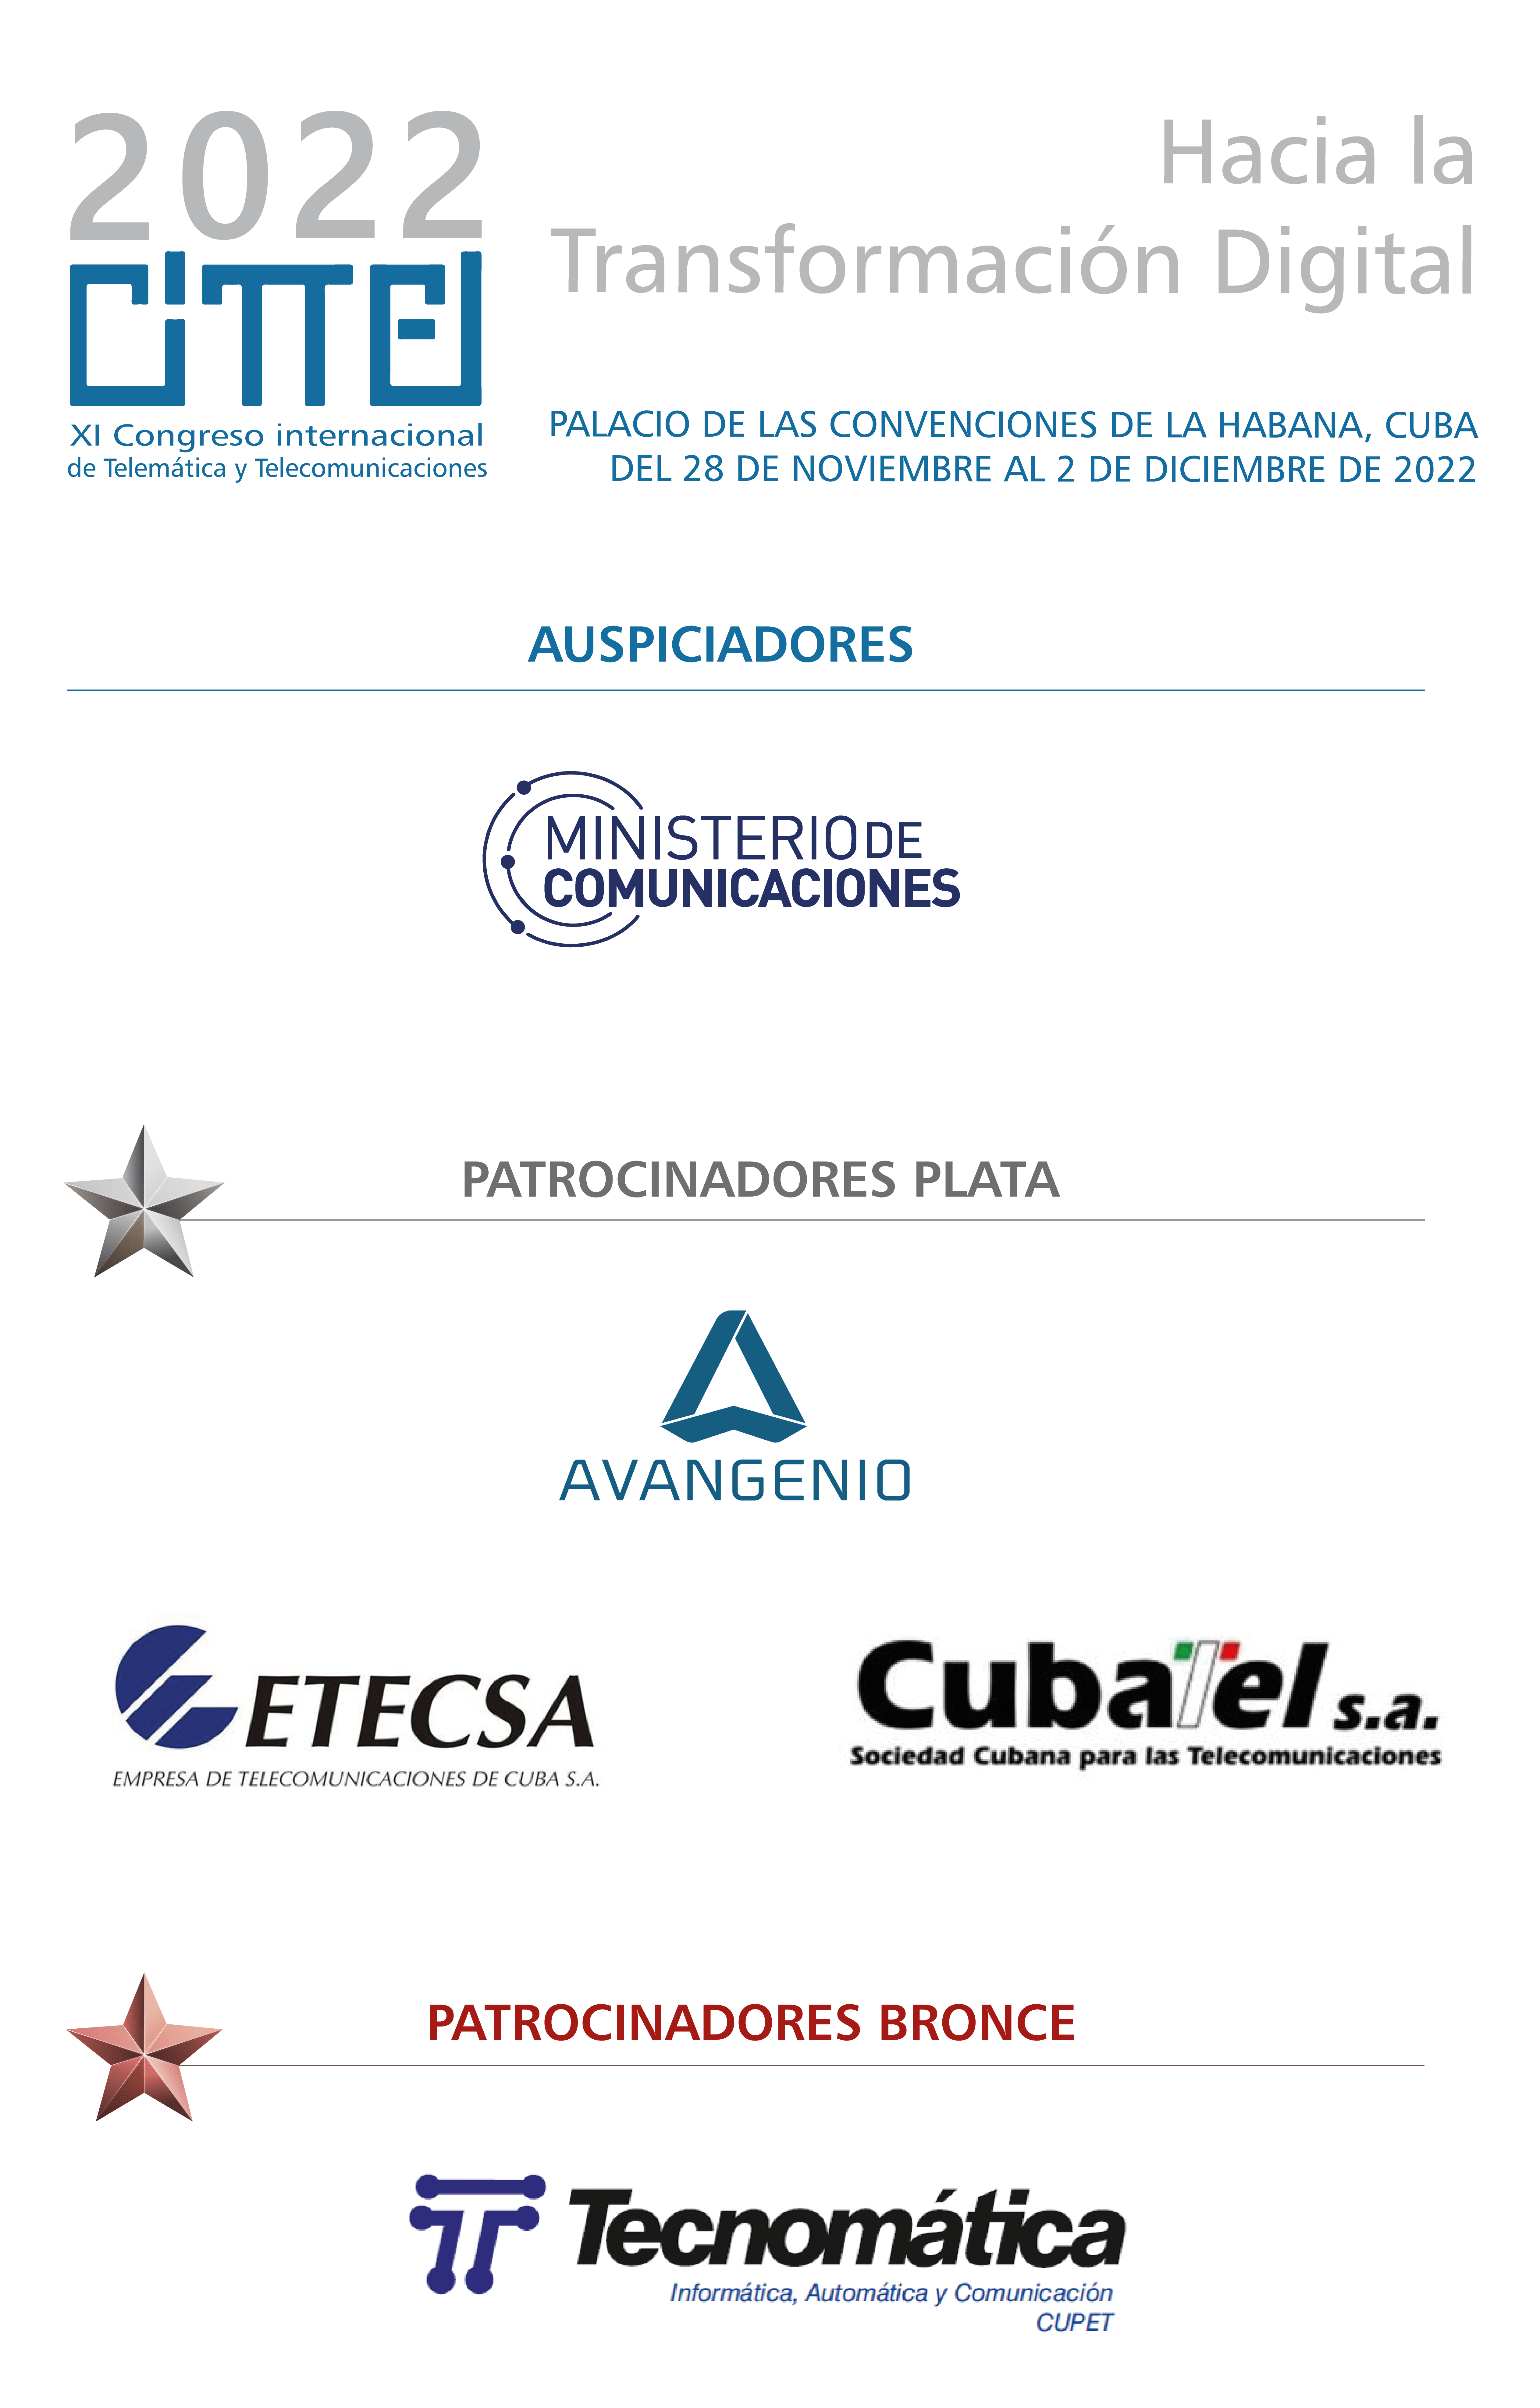 2022
CITTEL
XI Congreso internacional
de Telemática y Telecomunicaciones
Hacia la
Transformación Digital
PALACIO DE LAS CONVENCIONES DE LA HABANA, CUBA
DEL 28 DE NOVIEMBRE AL 2 DE DICIEMBRE DE 2022
AUSPICIADORES
MINISTERIO DE
COMUNICACIONES
PATROCINADORES PLATA
AVANGENIO
ETECSA
EMPRESA DE TELECOMUNICACIONES DE CUBA S.A.
CubaTel s.a.
Sociedad Cubana para las Telecomunicaciones
PATROCINADORES BRONCE
Tecnomática
Informática, Automática y Comunicación
CUPET